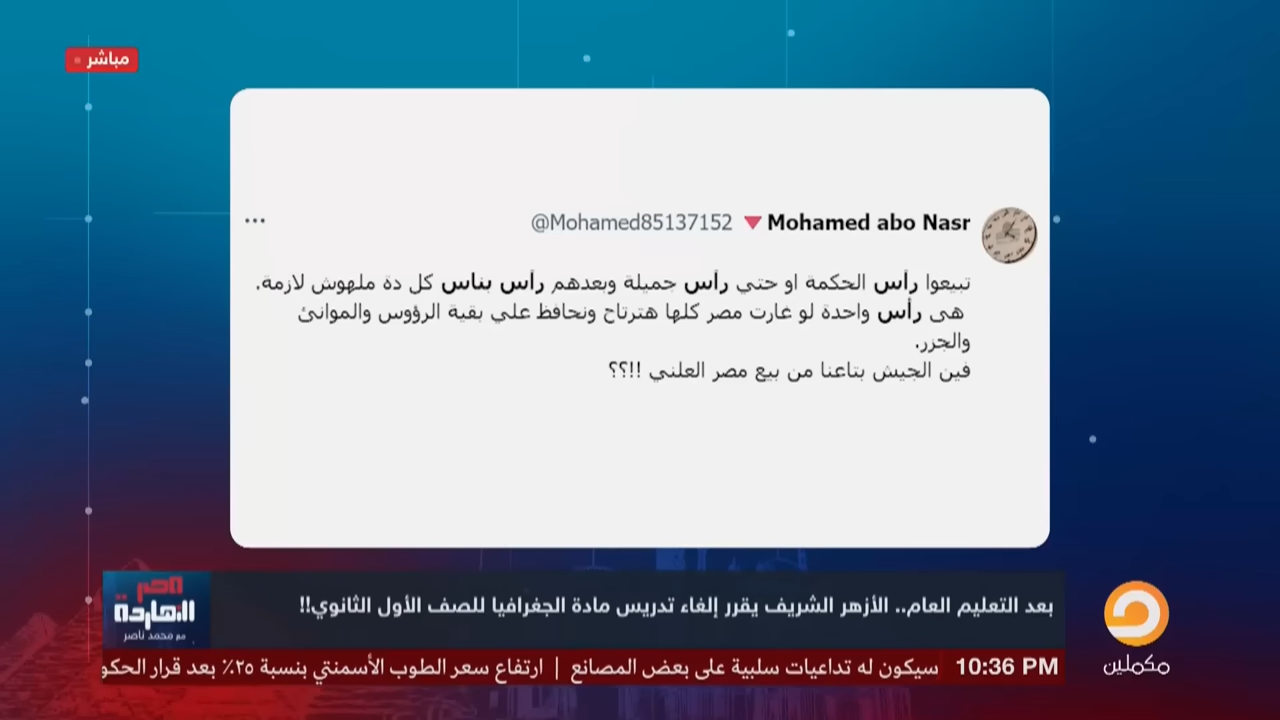 مباشر
Mohamed abo Nasr @Mohamed85137152
تبيعوا رأس الحكمة او حتي رأس جميلة وبعدهم رأس بناس كل دة ملهوش لازمة.
هى رأس واحدة لو غارت مصر كلها هترتاح ونحافظ علي بقية الرؤوس والموانئ
والجزر.
فين الجيش بتاعنا من بيع مصر العلني !!؟؟
مصر
النهاردة
مع محمد ناصر
بعد التعليم العام.. الأزهر الشريف يقرر إلغاء تدريس مادة الجغرافيا للصف الأول الثانوي!!
مكملين
10:36 PM سيكون له تداعيات سلبية على بعض المصانع | ارتفاع سعر الطوب الأسمنتي بنسبة ٢٥٪ بعد قرار الحكو